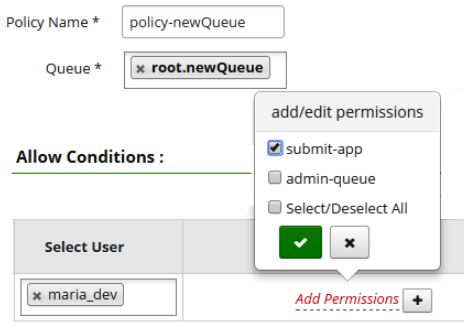 Policy Name * policy-newQueue
Queue * × root.newQueue
add/edit permissions
submit-app
admin-queue
Select/Deselect All
Allow Conditions :
Select User
× maria_dev
Add Permissions +